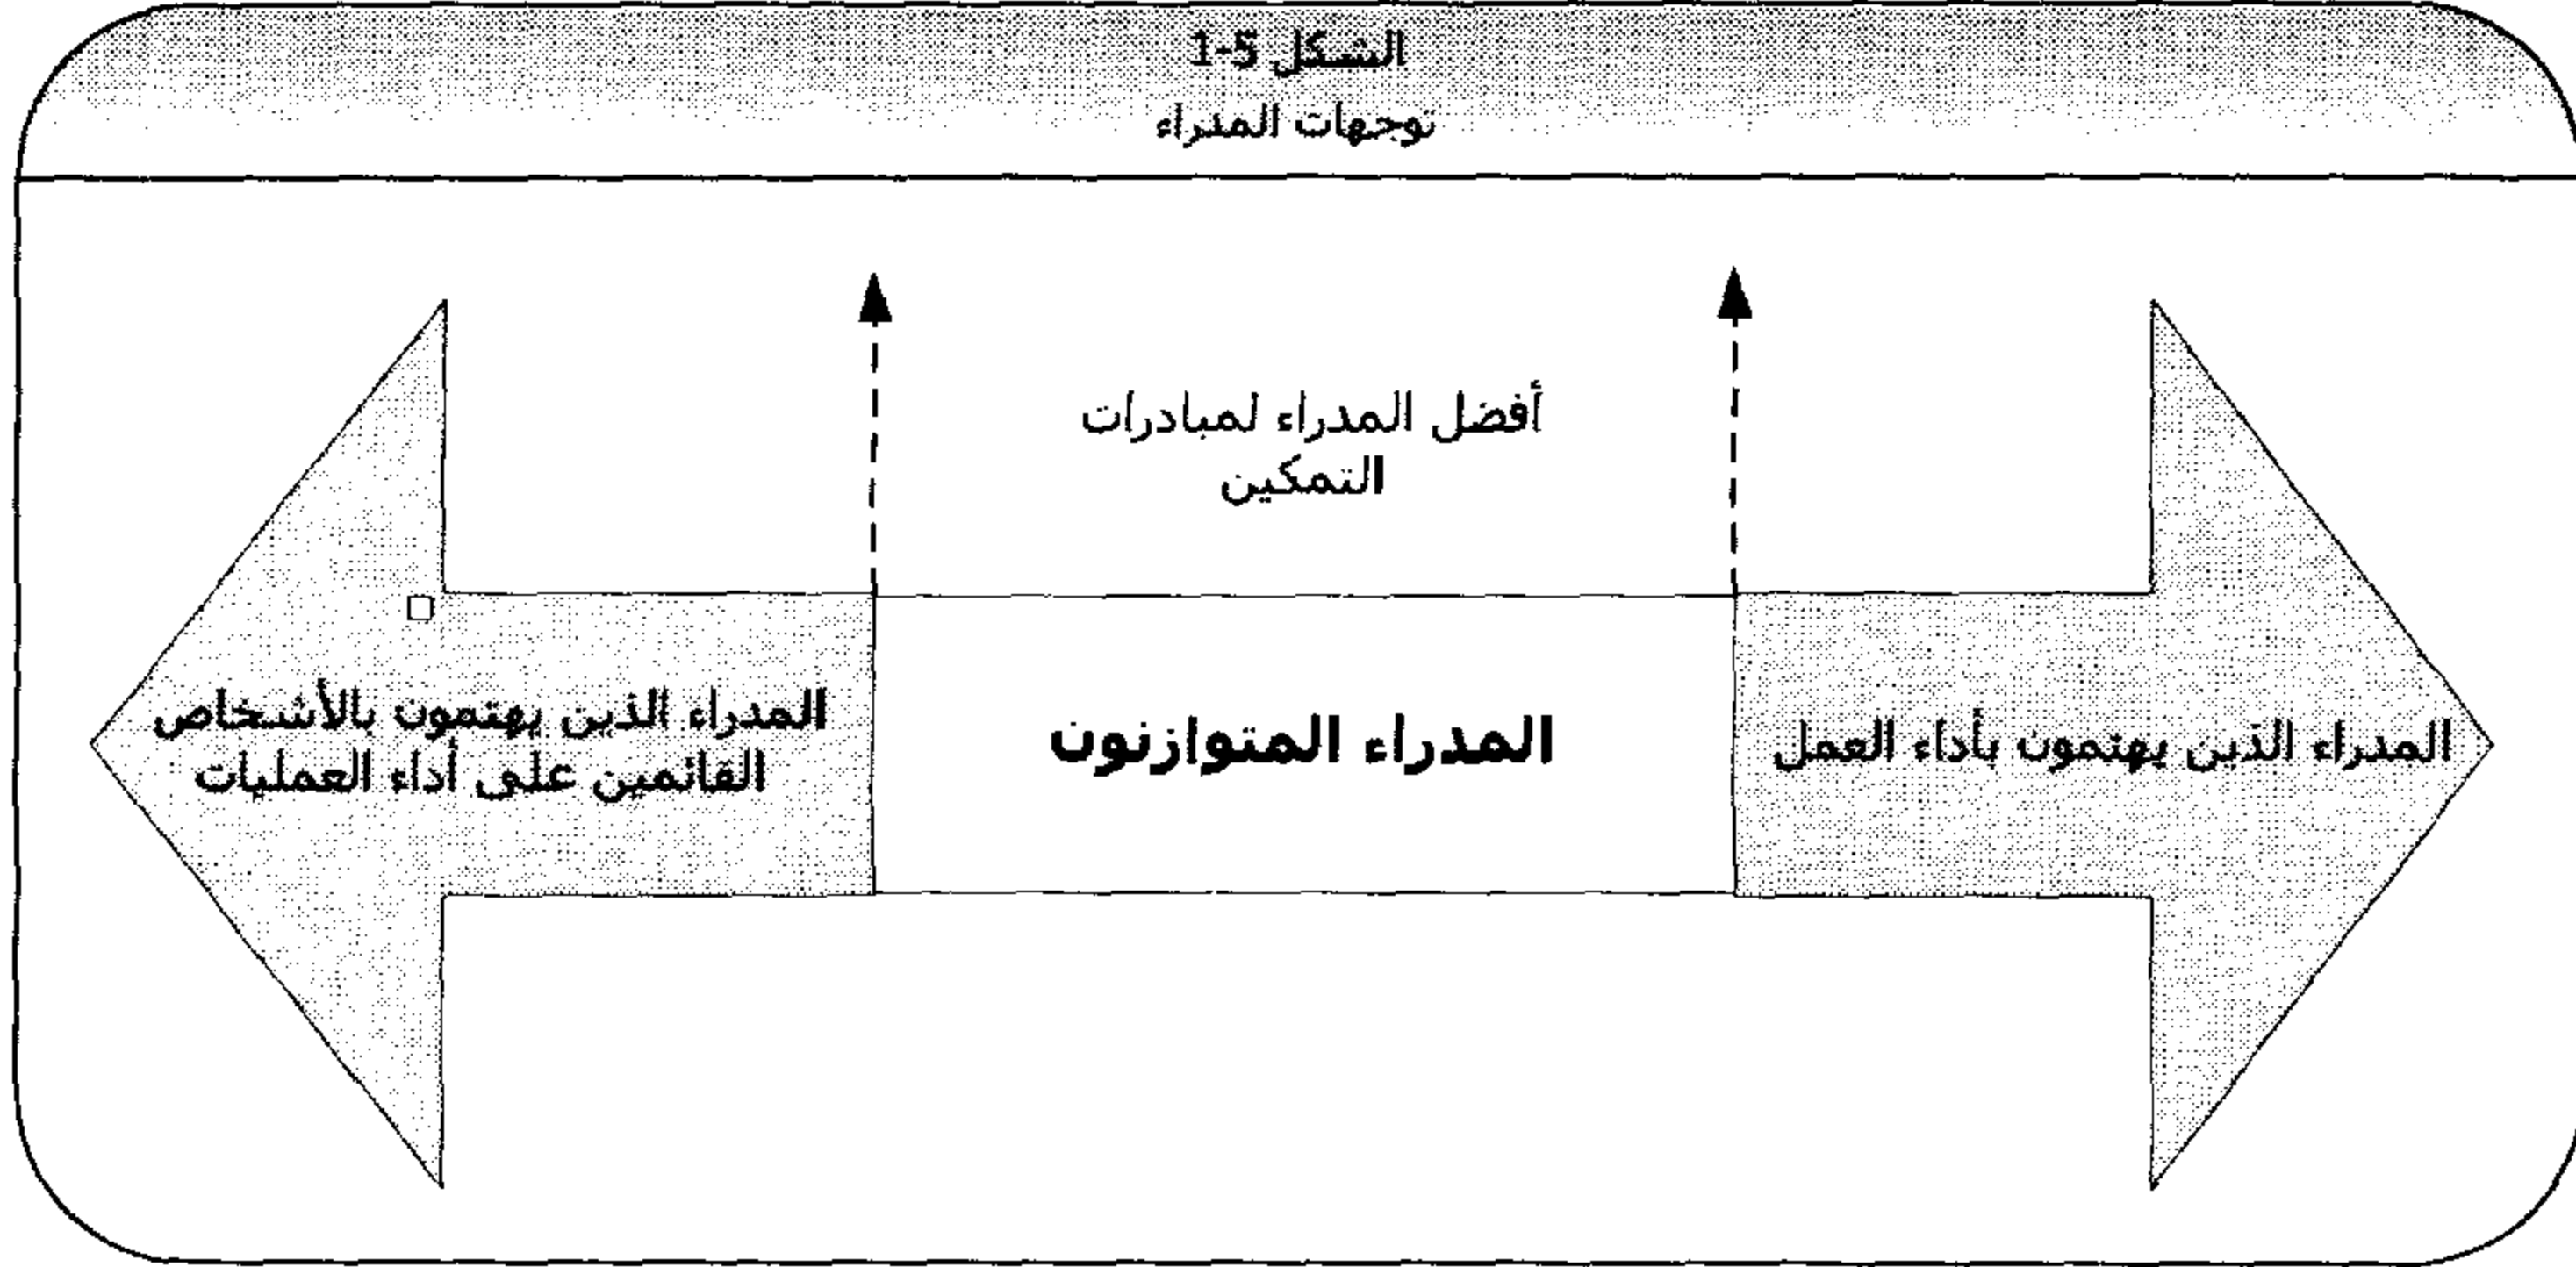 الشكل 5-1
توجهات المدراء
أفضل المدراء لمبادرات
التمكين
المدراء الذين يهتمون بأداء العمل
المدراء المتوازنون
المدراء الذين يهتمون بالأشخاص
القائمين على أداء العمليات